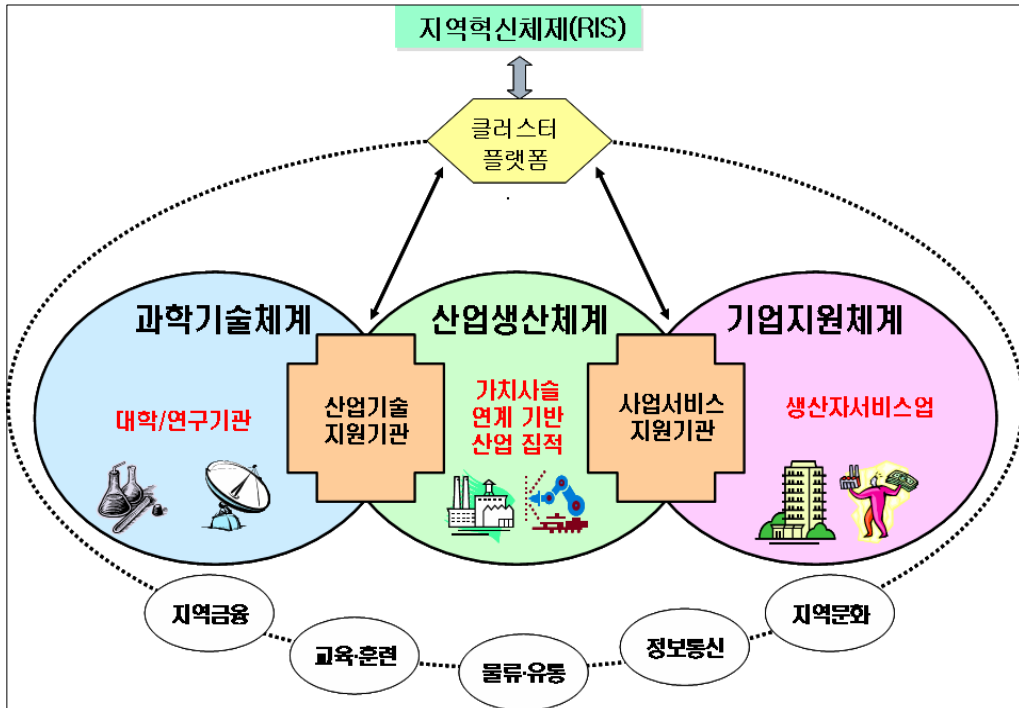 지역혁신체제(RIS)
클러스터
플랫폼
과학기술체계
산업생산체계
기업지원체계
대학/연구기관
산업기술
지원기관
가치사슬
연계 기반
산업 집적
사업서비스
지원기관
생산자서비스업
지역금융
교육·훈련
물류·유통
정보통신
지역문화